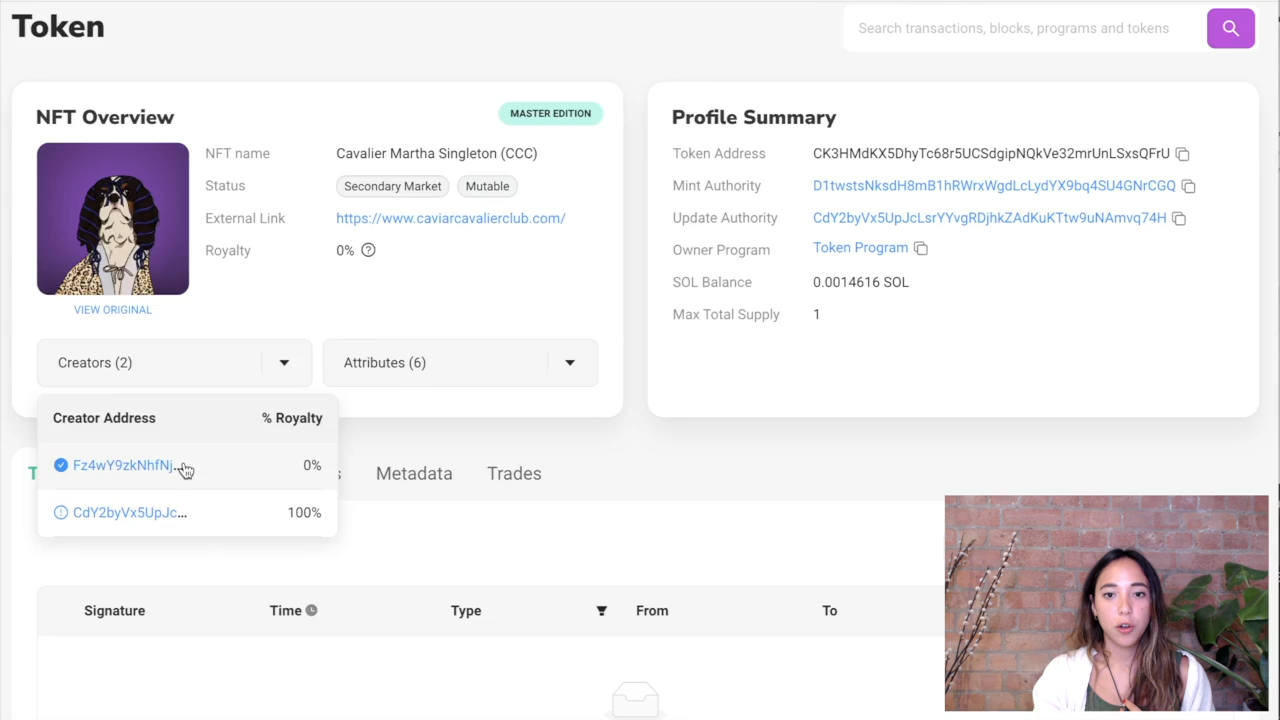 Token
Search transactions, blocks, programs and tokens
NFT Overview
MASTER EDITION
NFT name
Cavalier Martha Singleton (CCC)
Status
Secondary Market
Mutable
External Link
https://www.caviarcavalierclub.com/
Royalty
0%
VIEW ORIGINAL
Creators (2)
Attributes (6)
Creator Address
% Royalty
Fz4wY9zkNhfNj...
0%
CdY2byVx5UpJc...
100%
Profile Summary
Token Address
CK3HMdKX5DhyTc68r5UCSdgipNQkVe32mrUnLSxsQFrU
Mint Authority
D1twstsNksdH8mB1hRWrxWgdLcLydYX9bq4SU4GNrCGQ
Update Authority
CdY2byVx5UpJcLsrYYvgRDjhkZAdKuKTtw9uNAmvq74H
Owner Program
Token Program
SOL Balance
0.0014616 SOL
Max Total Supply
1
T
s
Metadata
Trades
Signature
Time
Type
From
To